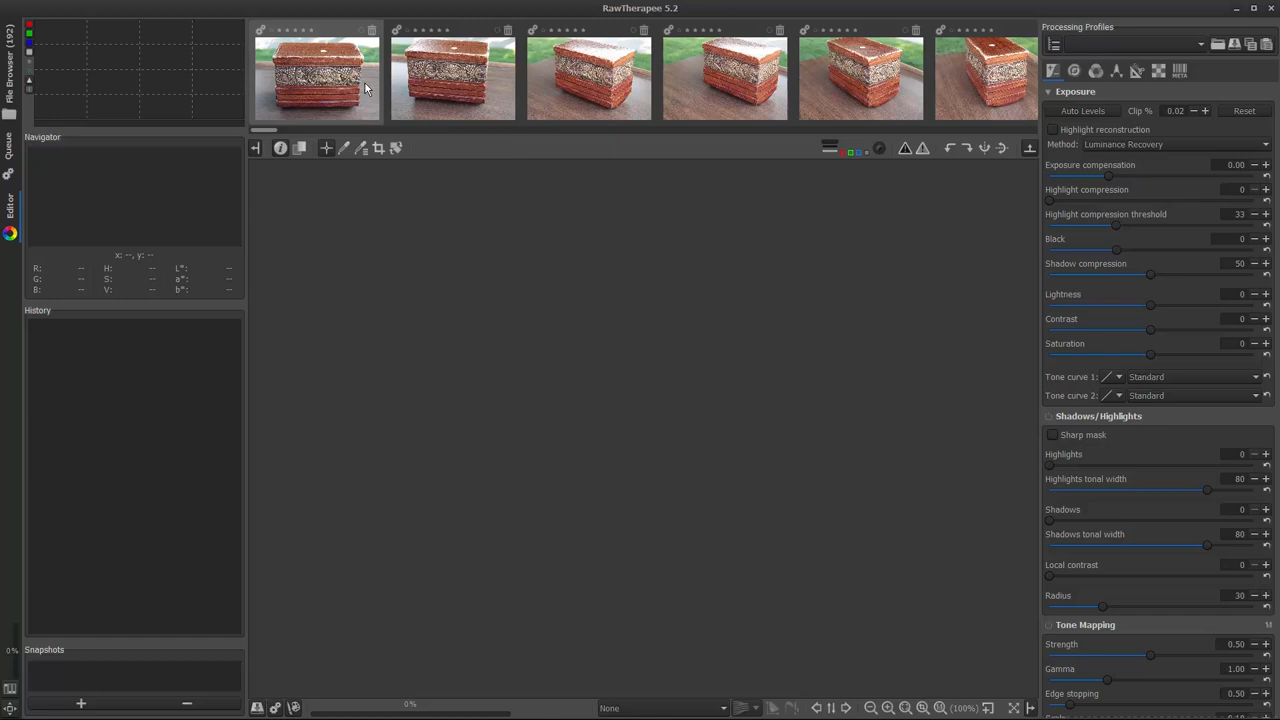 RawTherapee 5.2
File Browser (192)
Queue
Editor
0 %
Navigator
x: --, y: --
R: -- H: -- L*: --
G: -- S: -- a*: --
B: -- V: -- b*: --
History
Snapshots
0 %
None
(100%)
Processing Profiles
META
Exposure
Auto Levels Clip % 0.02 Reset
Highlight reconstruction
Method: Luminance Recovery
Exposure compensation 0.00
Highlight compression 0
Highlight compression threshold 33
Black 0
Shadow compression 50
Lightness 0
Contrast 0
Saturation 0
Tone curve 1: Standard
Tone curve 2: Standard
Shadows/Highlights
Sharp mask
Highlights 0
Highlights tonal width 80
Shadows 0
Shadows tonal width 80
Local contrast 0
Radius 30
Tone Mapping
Strength 0.50
Gamma 1.00
Edge stopping 0.50